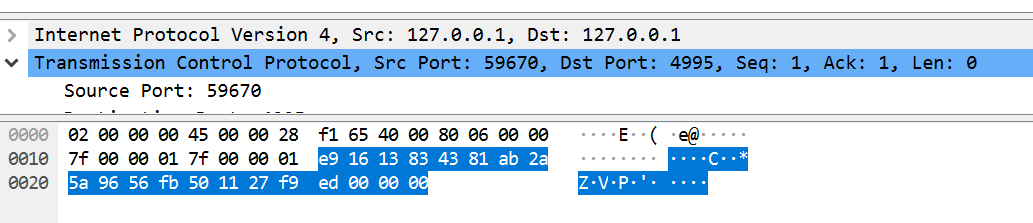 Internet Protocol Version 4, Src: 127.0.0.1, Dst: 127.0.0.1
Transmission Control Protocol, Src Port: 59670, Dst Port: 4995, Seq: 1, Ack: 1, Len: 0
Source Port: 59670
0000 02 00 00 00 45 00 00 28 f1 65 40 00 80 06 00 00 ····E··( ·e@·····
0010 7f 00 00 01 7f 00 00 01 e9 16 13 83 43 81 ab 2a ········ ····C··*
0020 5a 96 56 fb 50 11 27 f9 ed 00 00 00 Z·V·P·'· ····